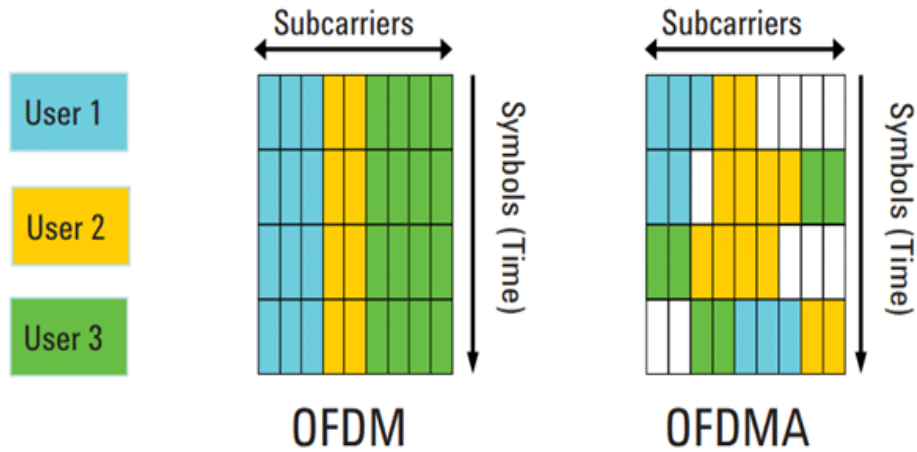 Subcarriers
Subcarriers
User 1
User 2
User 3
Symbols (Time)
Symbols (Time)
OFDM
OFDMA